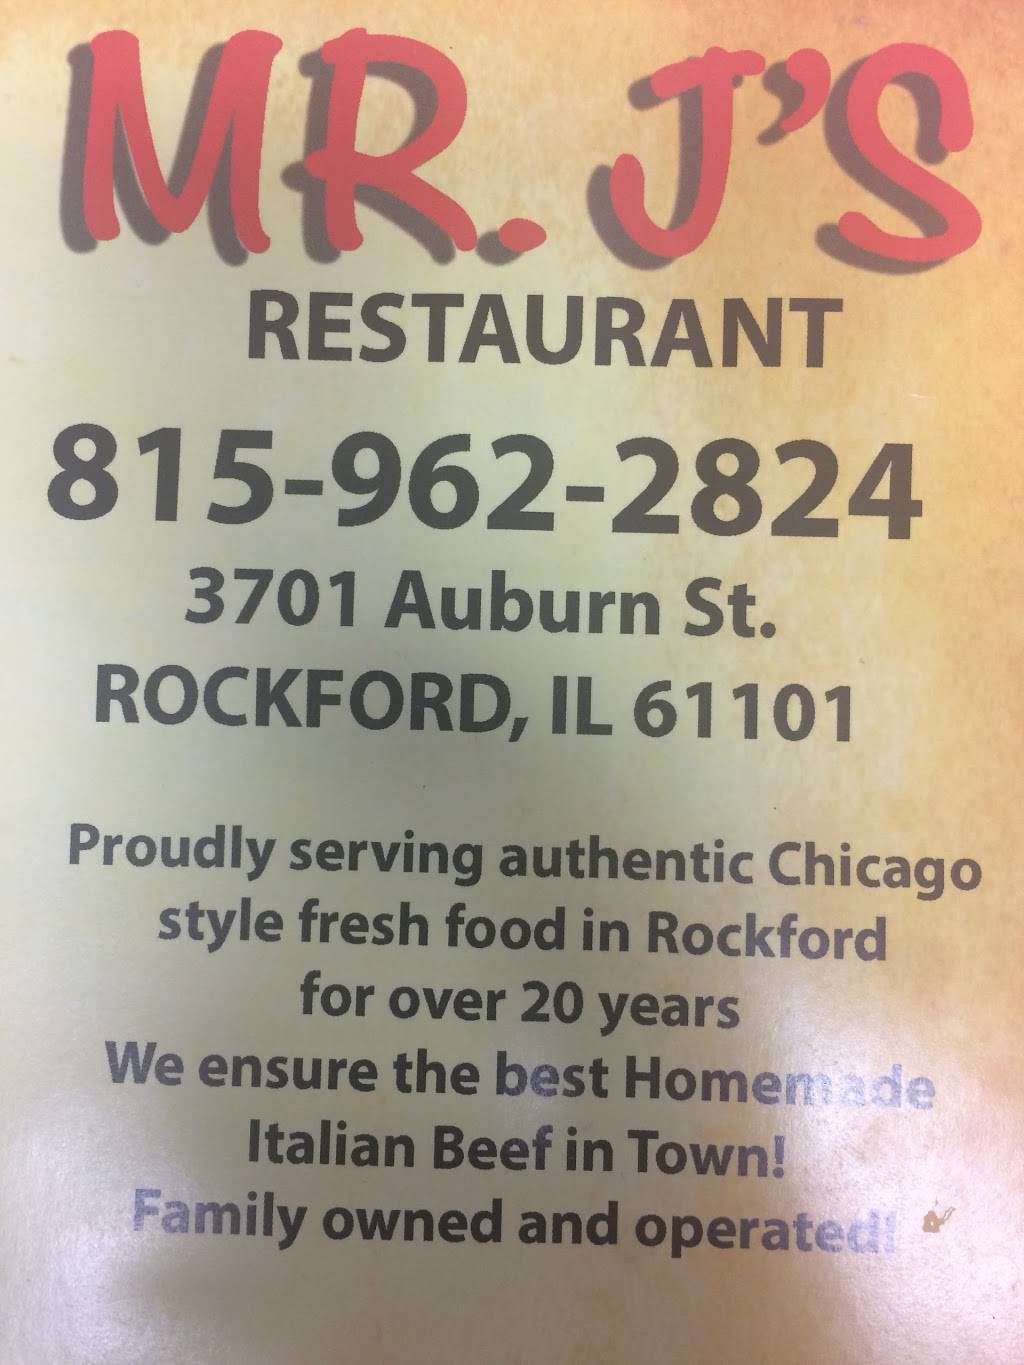 MR. J'S
RESTAURANT
815-962-2824
3701 Auburn St.
ROCKFORD, IL 61101
Proudly serving authentic Chicago
style fresh food in Rockford
for over 20 years
We ensure the best Homemade
Italian Beef in Town!
Family owned and operated!